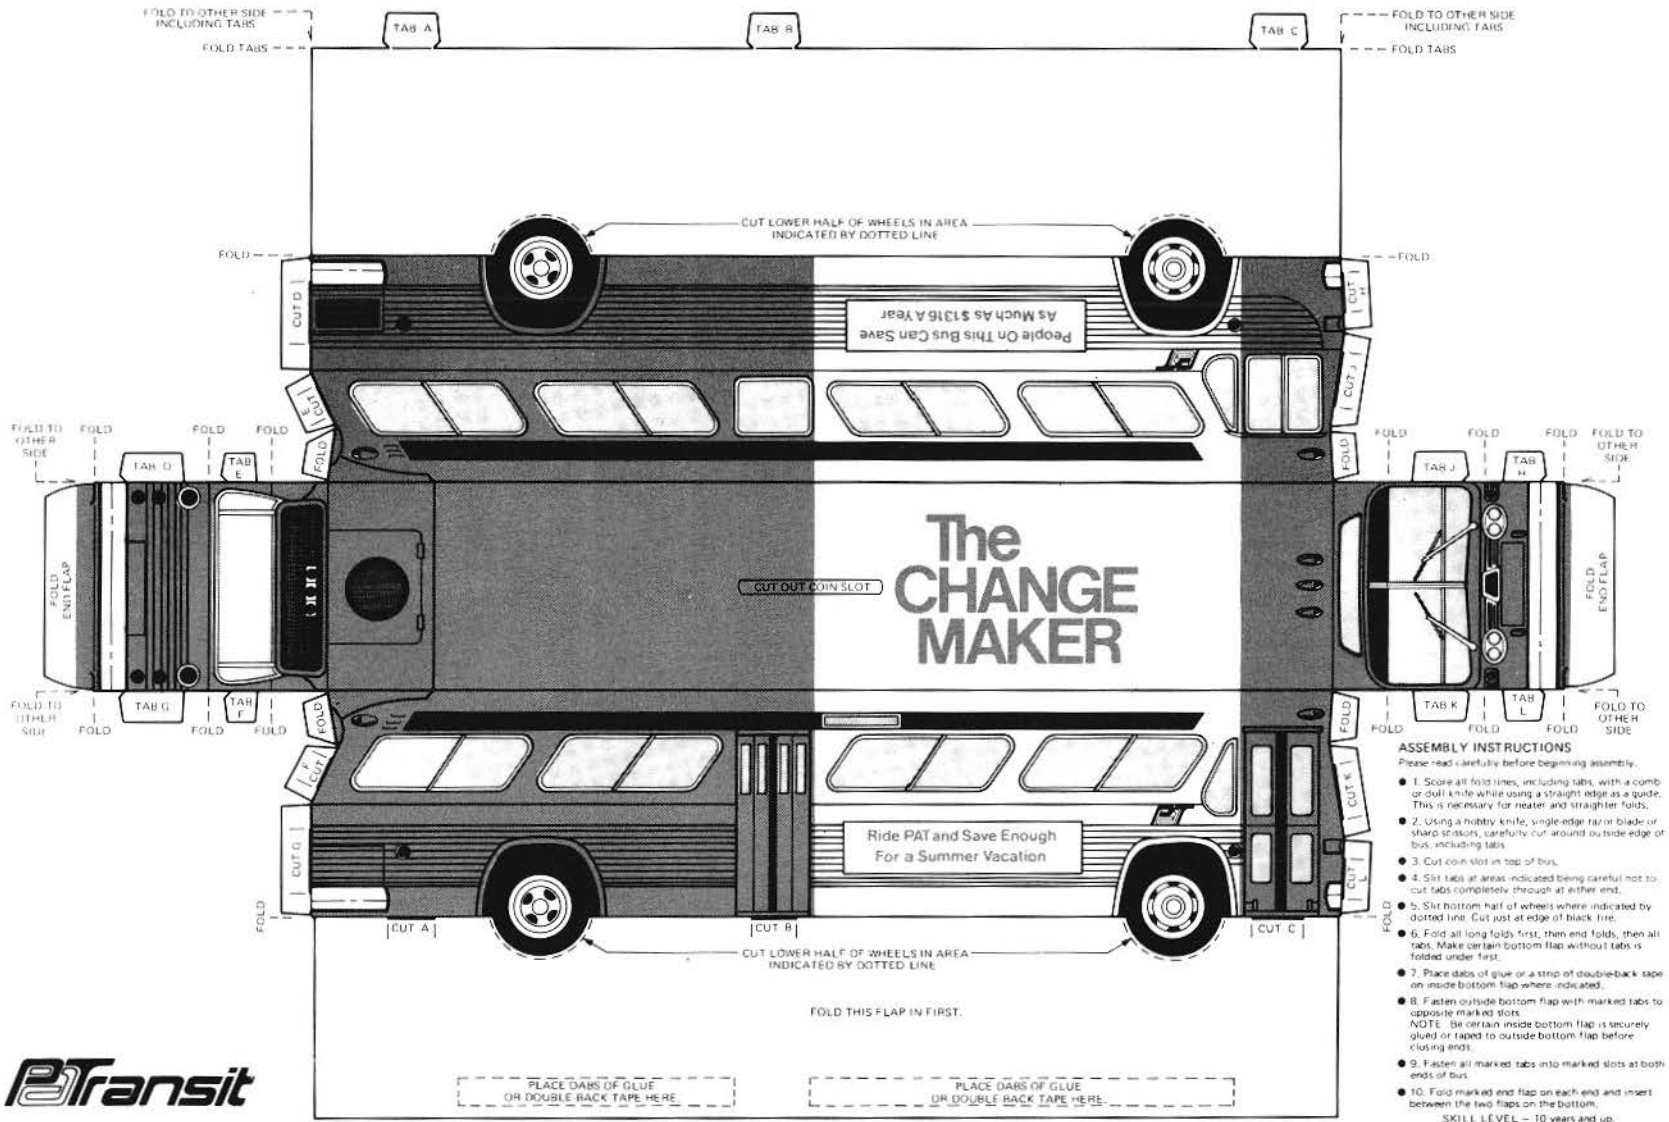 FOLD TO OTHER SIDE
INCLUDING TABS
FOLD TABS
TAB A
TAB B
TAB C
FOLD TO OTHER SIDE
INCLUDING TABS
FOLD TABS
CUT LOWER HALF OF WHEELS IN AREA
INDICATED BY DOTTED LINE
FOLD
FOLD
CUT D
CUT H
People On This Bus Can Save
As Much As $1316 A Year
CUT E
CUT J
FOLD
FOLD
FOLD TO
OTHER
SIDE
FOLD
FOLD
FOLD
FOLD
FOLD
FOLD
FOLD TO
OTHER
SIDE
TAB D
TAB
E
TAB J
TAB
H
FOLD
END FLAP
CUT OUT COIN SLOT
The
CHANGE
MAKER
FOLD
END FLAP
TAB G
TAB
F
TAB K
TAB
L
FOLD TO
OTHER
SIDE
FOLD
FOLD
FOLD
FOLD
FOLD
FOLD
FOLD
FOLD
FOLD TO
OTHER
SIDE
CUT F
CUT K
CUT G
CUT L
PAT
Ride PAT and Save Enough
For a Summer Vacation
FOLD
FOLD
CUT A
CUT B
CUT C
CUT LOWER HALF OF WHEELS IN AREA
INDICATED BY DOTTED LINE
FOLD THIS FLAP IN FIRST.
PLACE DABS OF GLUE
OR DOUBLE-BACK TAPE HERE.
PLACE DABS OF GLUE
OR DOUBLE-BACK TAPE HERE.
PATransit
ASSEMBLY INSTRUCTIONS
Please read carefully before beginning assembly.
● 1. Score all fold lines, including tabs, with a comb
or dull knife while using a straight edge as a guide.
This is necessary for neater and straighter folds.
● 2. Using a hobby knife, single-edge razor blade or
sharp scissors, carefully cut around outside edge of
bus, including tabs.
● 3. Cut coin slot in top of bus.
● 4. Slit tabs at areas indicated being careful not to
cut tabs completely through at either end.
● 5. Slit bottom half of wheels where indicated by
dotted line. Cut just at edge of black tire.
● 6. Fold all long folds first, then end folds, then all
tabs. Make certain bottom flap without tabs is
folded under first.
● 7. Place dabs of glue or a strip of double-back tape
on inside bottom flap where indicated.
● 8. Fasten outside bottom flap with marked tabs to
opposite marked slots.
NOTE: Be certain inside bottom flap is securely
glued or taped to outside bottom flap before
closing ends.
● 9. Fasten all marked tabs into marked slots at both
ends of bus.
● 10. Fold marked end flap on each end and insert
between the two flaps on the bottom.
SKILL LEVEL – 10 years and up.